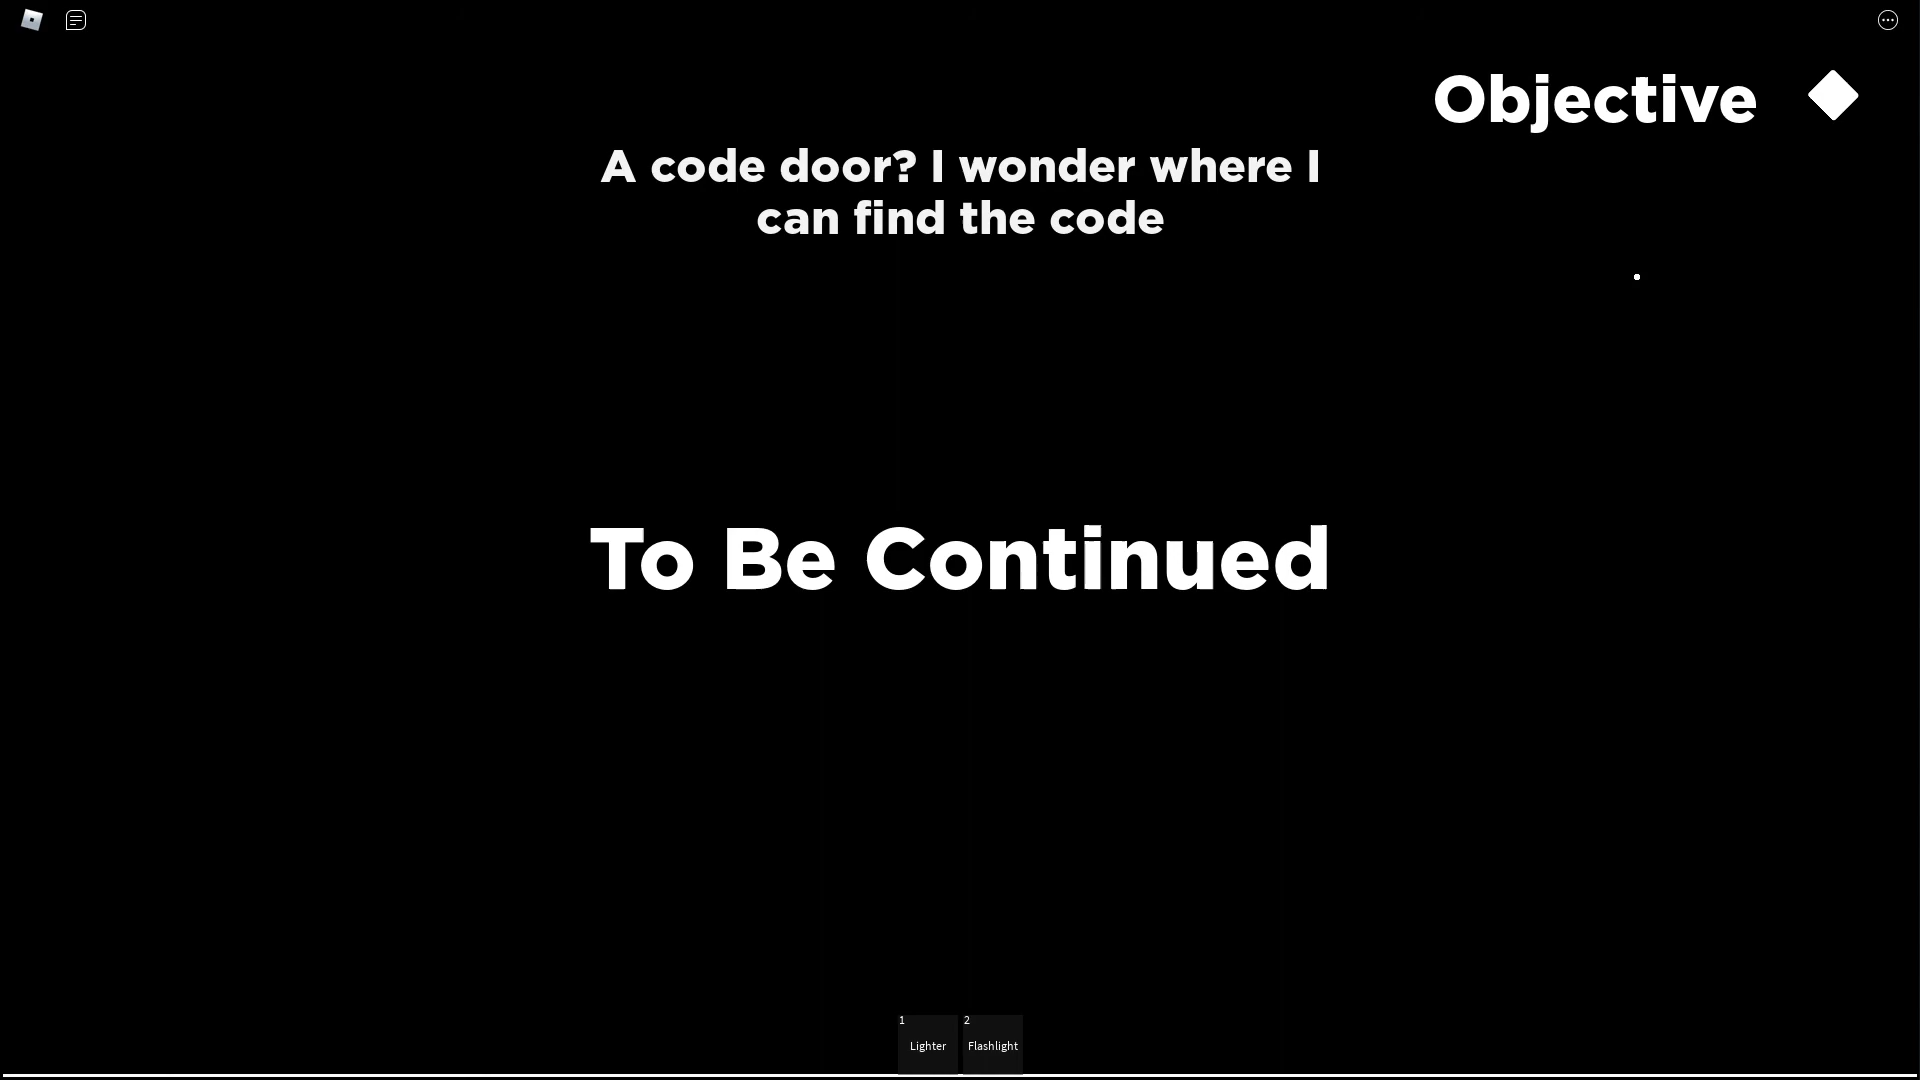 Objective
A code door? I wonder where I
can find the code
To Be Continued
1
Lighter
2
Flashlight